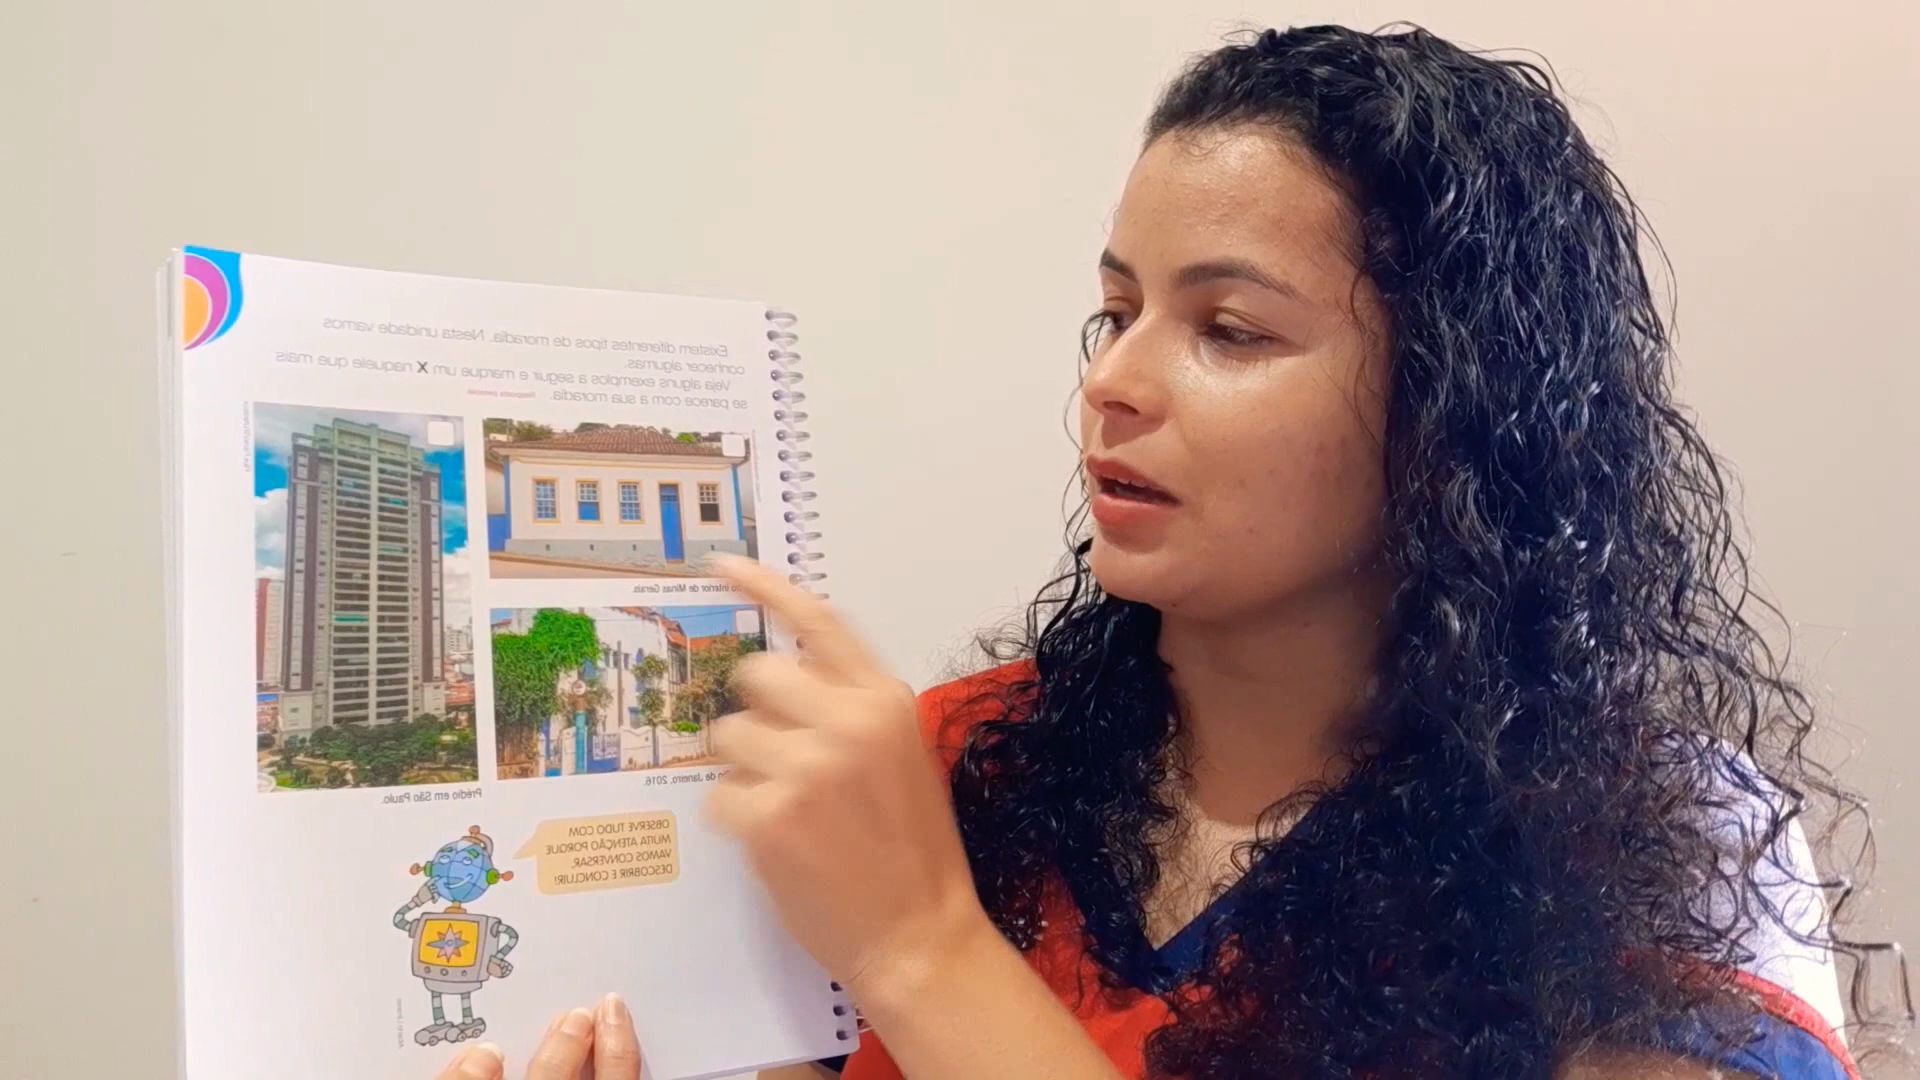 Existem diferentes tipos de moradia. Nesta unidade vamos
conhecer algumas.
Veja alguns exemplos a seguir e marque um X naquele que mais
se parece com a sua moradia. Resposta pessoal.
interior de Minas Gerais.
de Janeiro, 2016.
Prédio em São Paulo.
OBSERVE TUDO COM
MUITA ATENÇÃO PORQUE
VAMOS CONVERSAR,
DESCOBRIR E CONCLUIR!